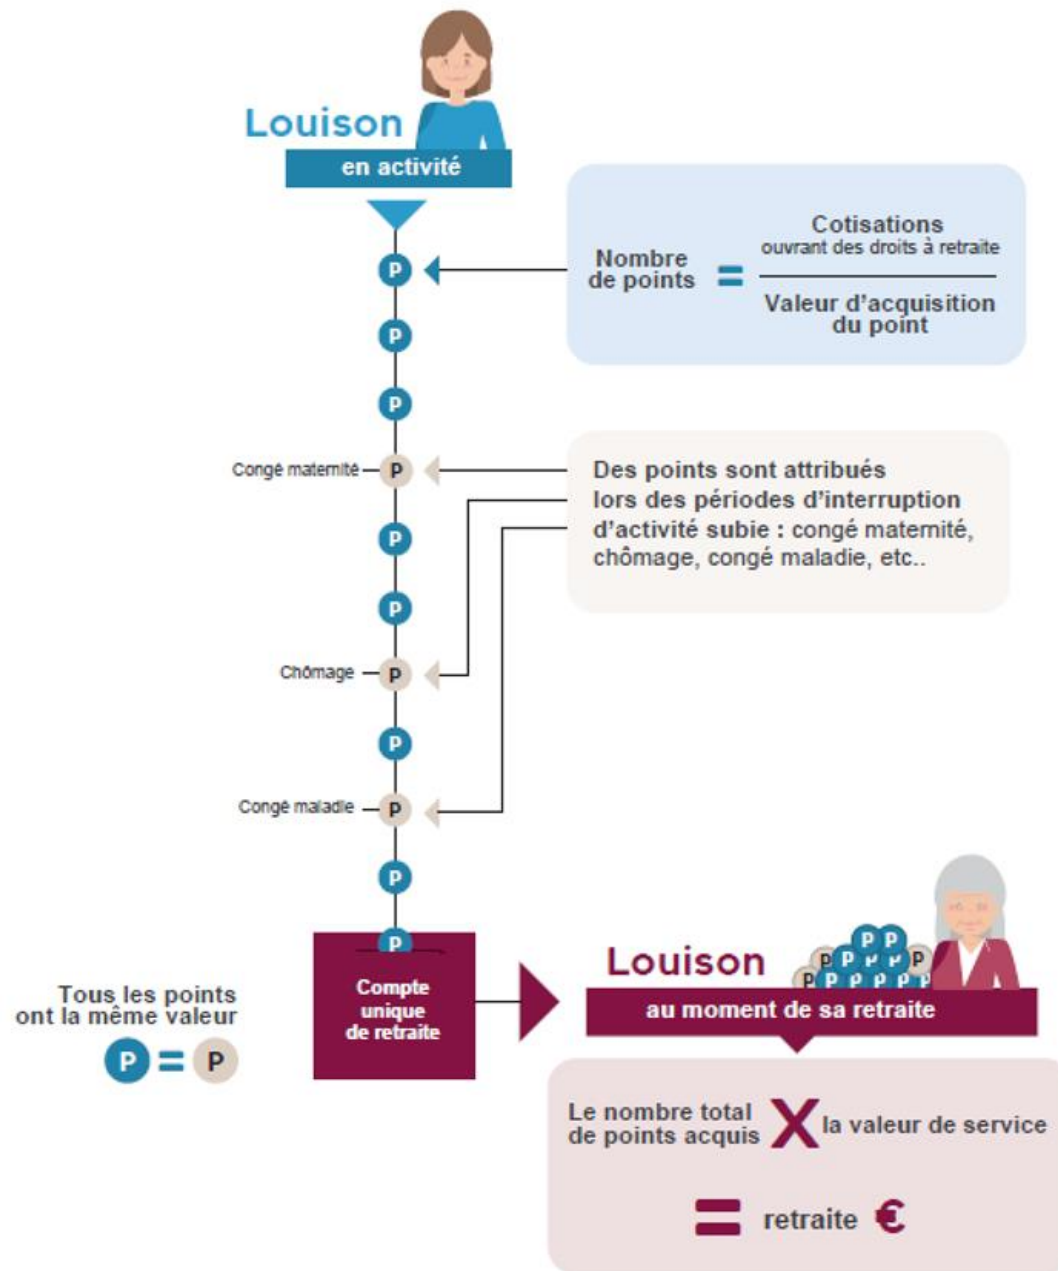 Louison
en activité
P
Nombre
de points
=
Cotisations
ouvrant des droits à retraite
Valeur d'acquisition
du point
P
P
Congé maternité
P
Des points sont attribués
lors des périodes d'interruption
d'activité subie : congé maternité,
chômage, congé maladie, etc..
P
P
Chômage
P
P
Congé maladie
P
P
P
Compte
unique
de retraite
Tous les points
ont la même valeur
P = P
Louison
P P
P P P P P
P P P P P P
au moment de sa retraite
Le nombre total
de points acquis
X
la valeur de service
= retraite €